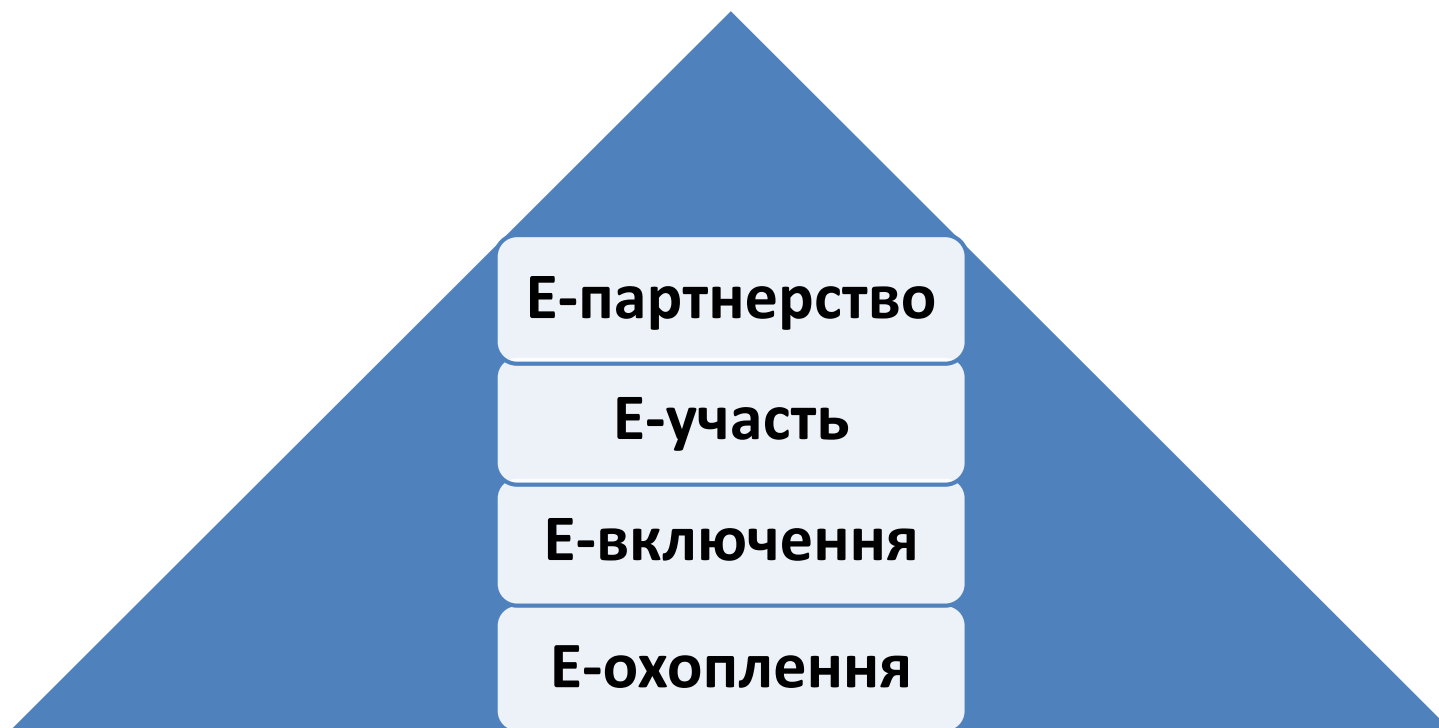 Е-партнерство
Е-участь
Е-включення
Е-охоплення